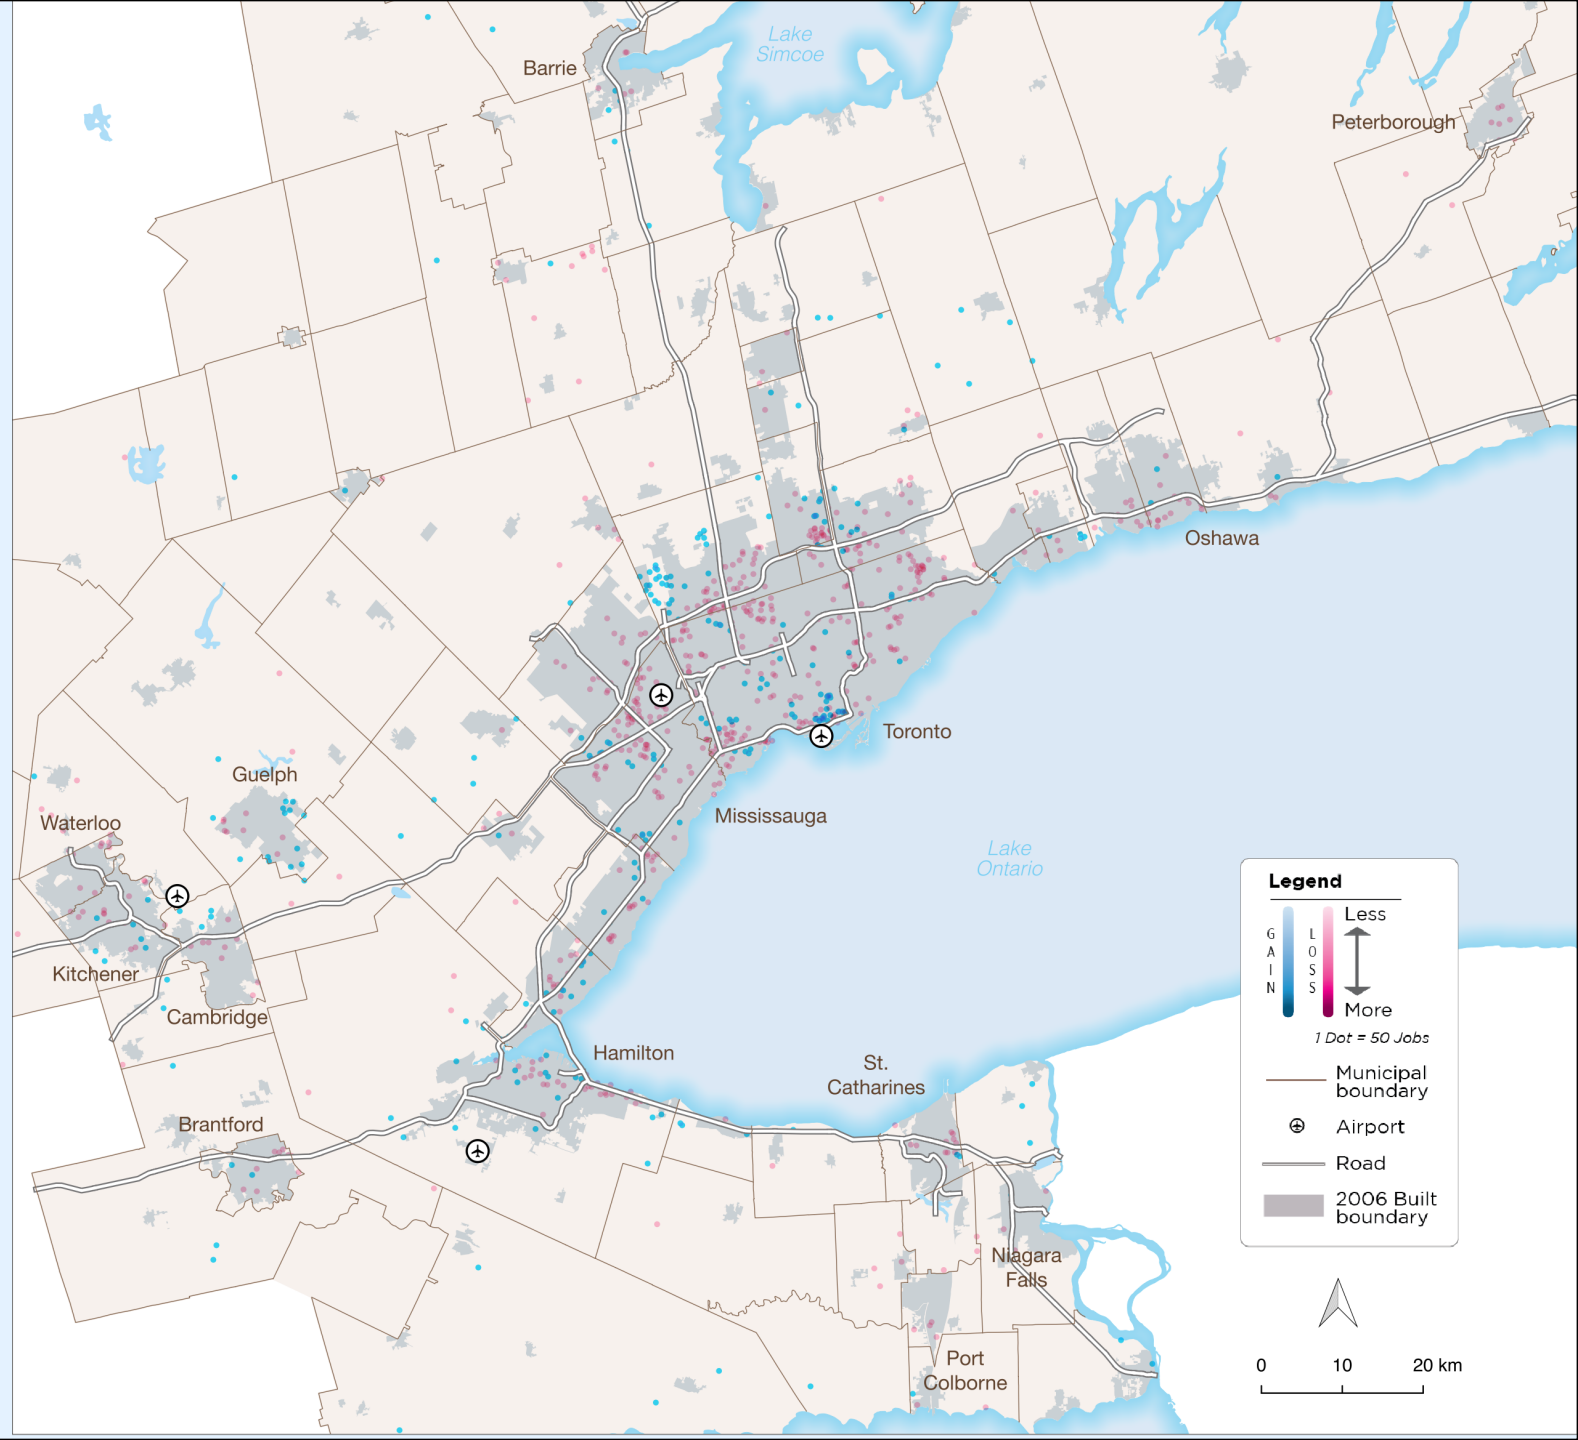 Lake
Simcoe
Barrie
Peterborough
Oshawa
Toronto
Guelph
Waterloo
Mississauga
Lake
Ontario
Kitchener
Cambridge
Hamilton
St.
Catharines
Brantford
Niagara
Falls
Port
Colborne
Legend
GAIN
LOSS
Less
More
1 Dot = 50 Jobs
Municipal
boundary
Airport
Road
2006 Built
boundary
0 10 20 km